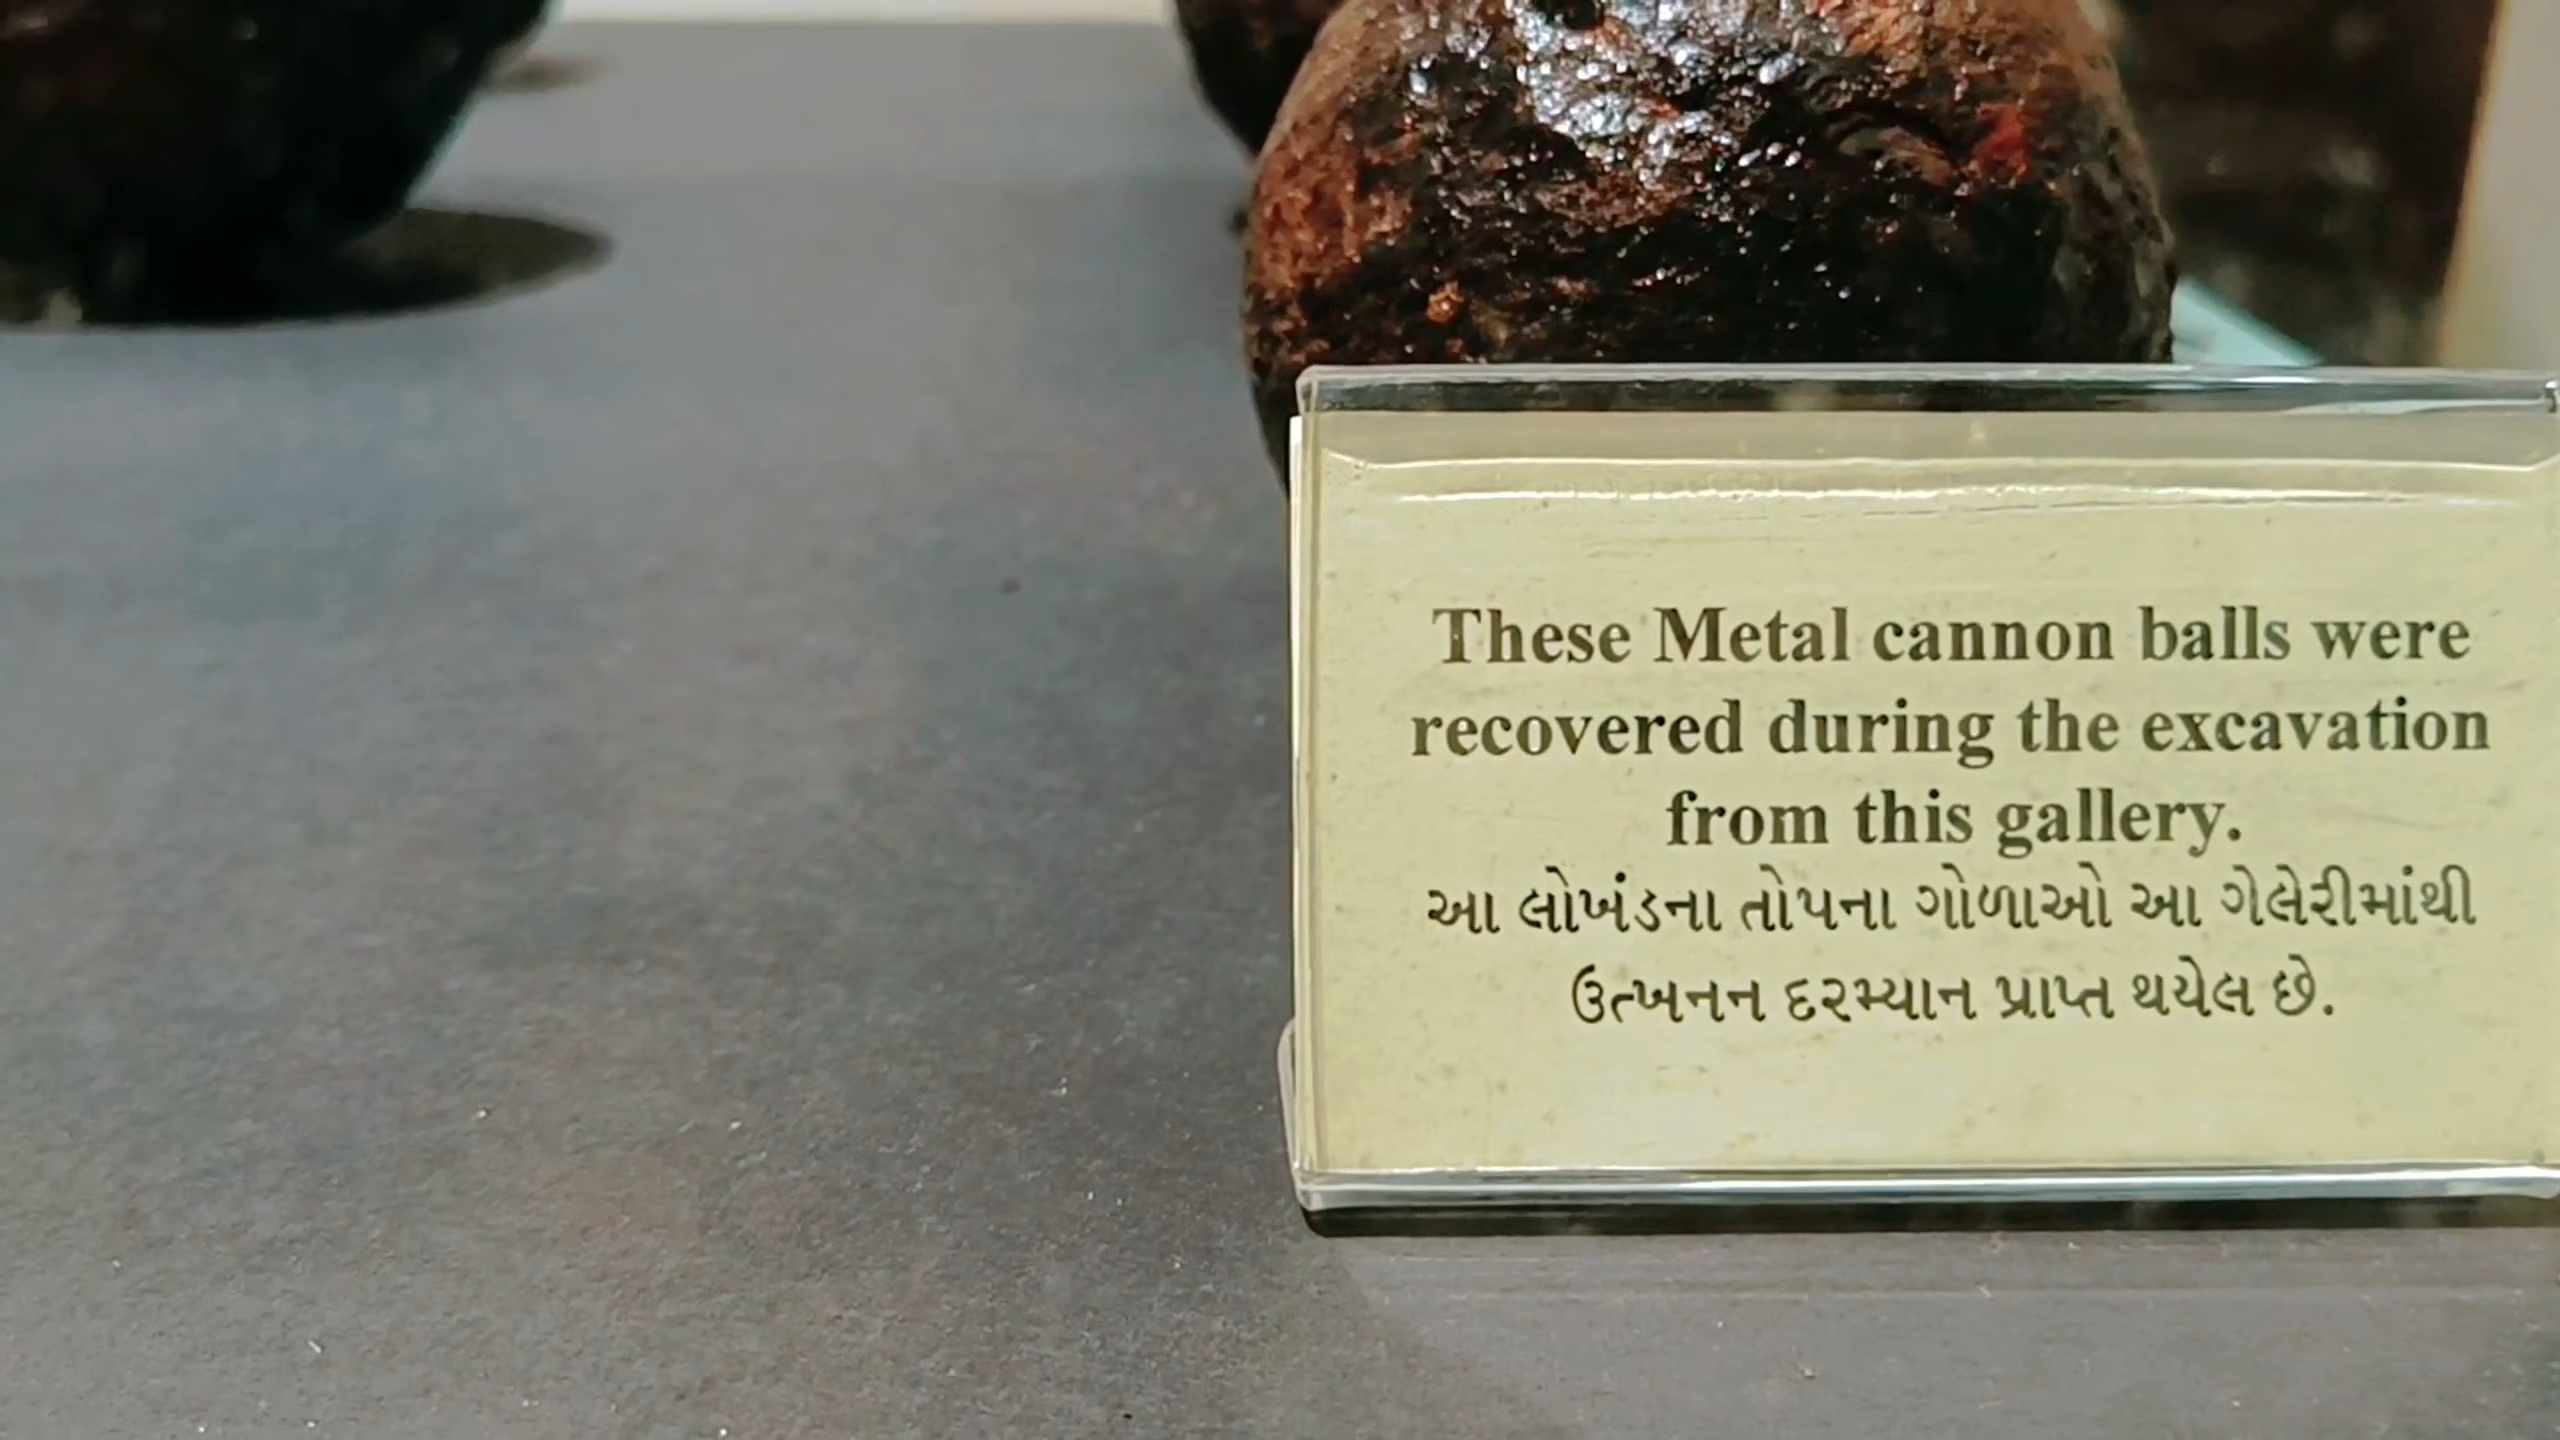 These Metal cannon balls were
recovered during the excavation
from this gallery.
આ લોખંડના તોપના ગોળાઓ આ ગેલેરીમાંથી
ઉત્ખનન દરમ્યાન પ્રાપ્ત થયેલ છે.